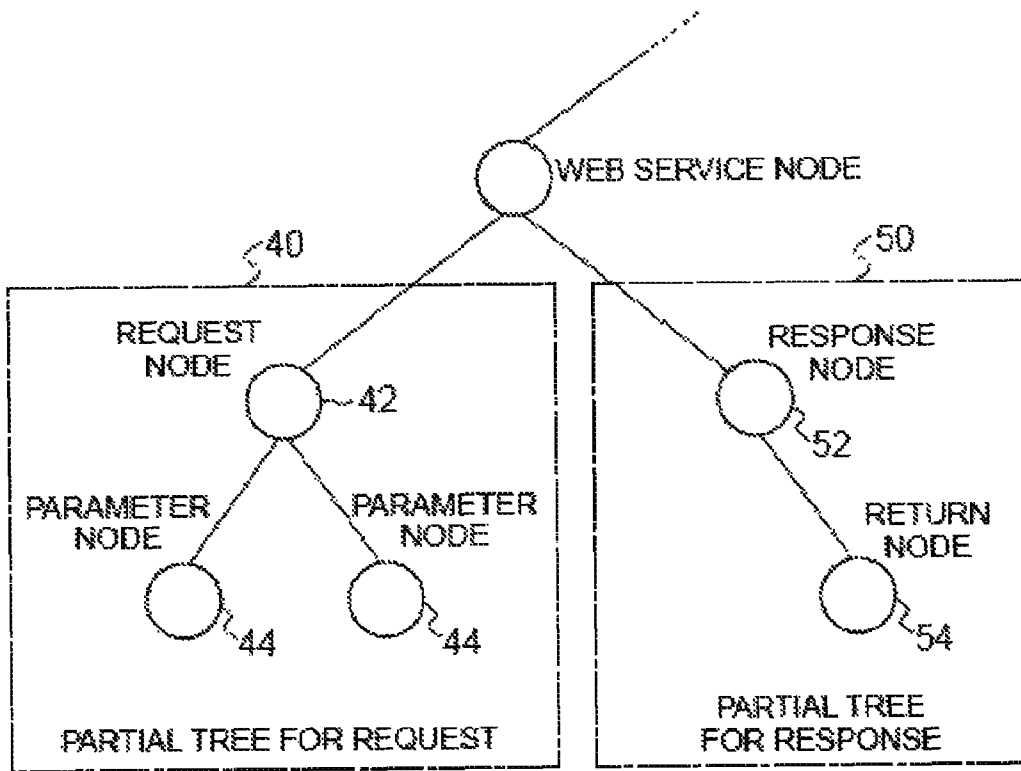 WEB SERVICE NODE
40
50
REQUEST
NODE
42
RESPONSE
NODE
52
PARAMETER
NODE
PARAMETER
NODE
RETURN
NODE
44
44
54
PARTIAL TREE FOR REQUEST
PARTIAL TREE
FOR RESPONSE